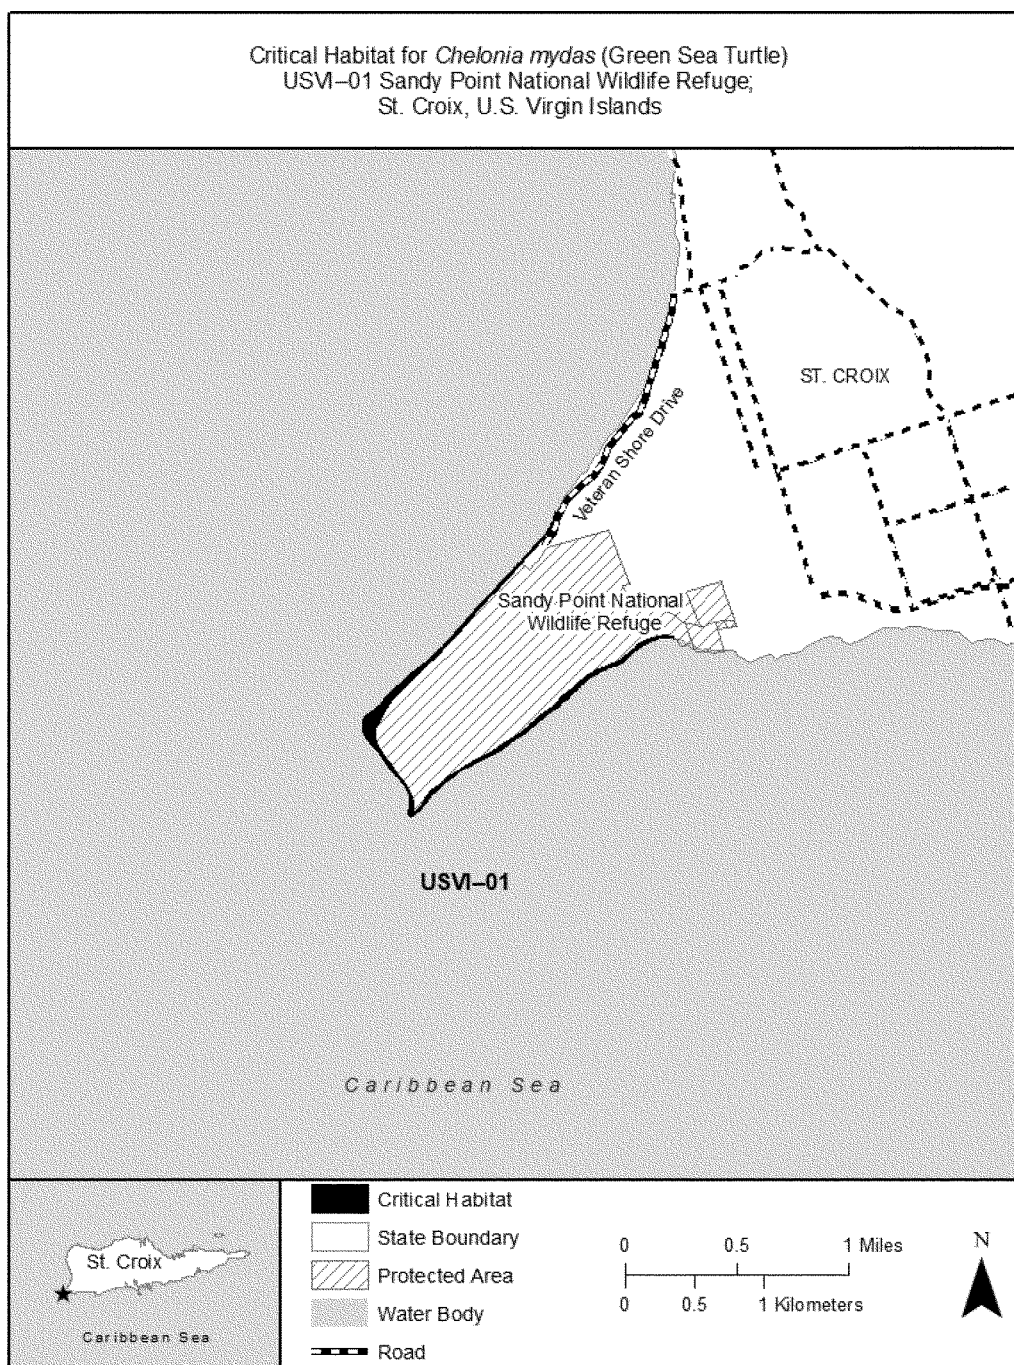 Critical Habitat for Chelonia mydas (Green Sea Turtle)
USVI–01 Sandy Point National Wildlife Refuge;
St. Croix, U.S. Virgin Islands
ST. CROIX
Veteran Shore Drive
Sandy Point National
Wildlife Refuge
USVI–01
Caribbean Sea
St. Croix
Caribbean Sea
Critical Habitat
State Boundary
Protected Area
Water Body
Road
0 0.5 1 Miles
0 0.5 1 Kilometers
N